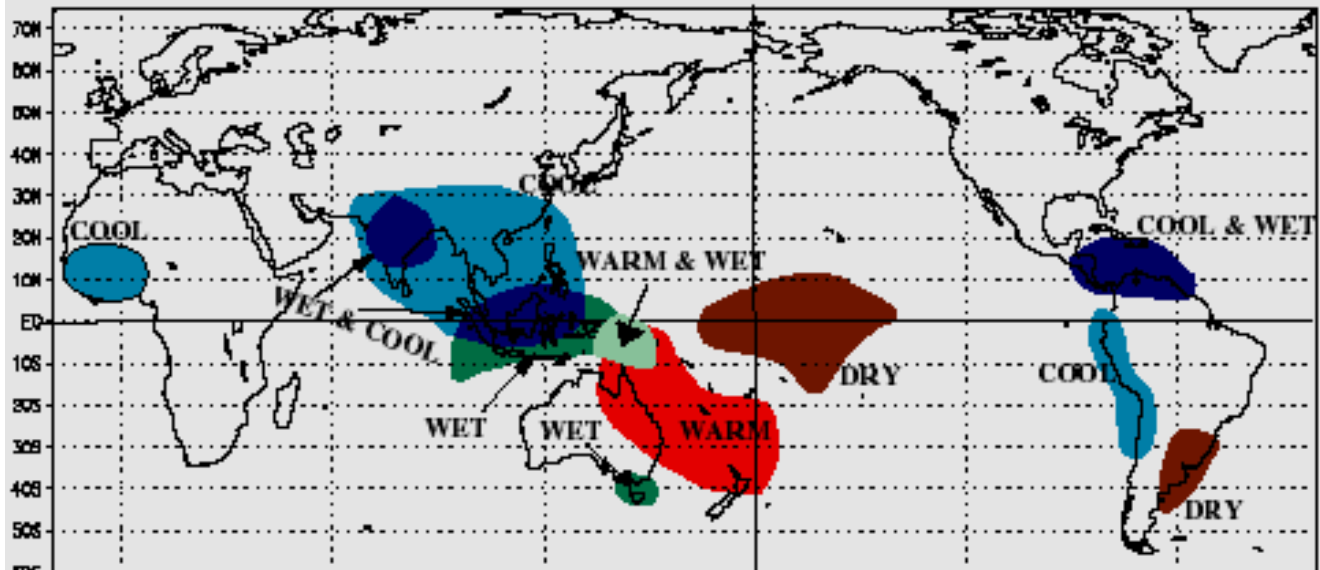 70N
60N
50N
40N
30N
20N
10N
EQ
10S
30S
30S
40S
50S
COOL
COOL
COOL & WET
WARM & WET
WET & COOL
COOL
DRY
WET
WET
WARM
DRY